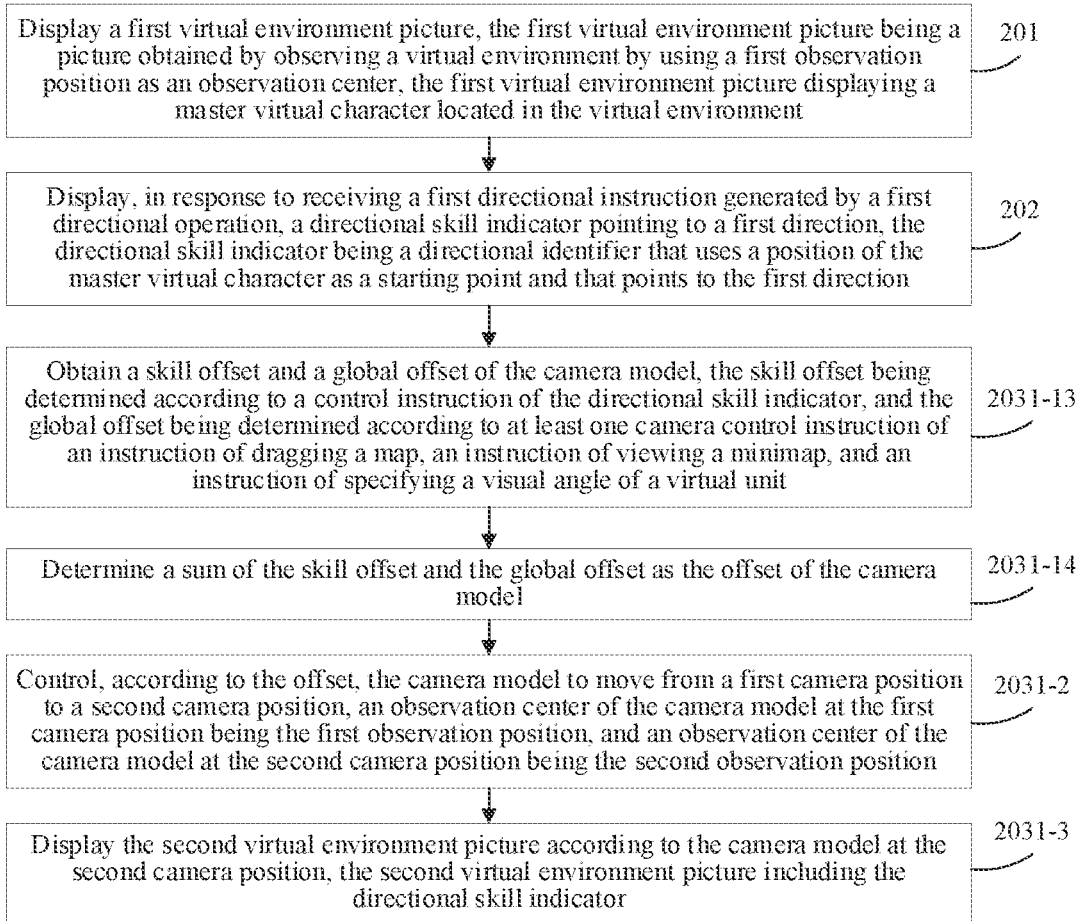 Display a first virtual environment picture, the first virtual environment picture being a
picture obtained by observing a virtual environment by using a first observation
position as an observation center, the first virtual environment picture displaying a
master virtual character located in the virtual environment
201
Display, in response to receiving a first directional instruction generated by a first
directional operation, a directional skill indicator pointing to a first direction, the
directional skill indicator being a directional identifier that uses a position of the
master virtual character as a starting point and that points to the first direction
202
Obtain a skill offset and a global offset of the camera model, the skill offset being
determined according to a control instruction of the directional skill indicator, and the
global offset being determined according to at least one camera control instruction of
an instruction of dragging a map, an instruction of viewing a minimap, and an
instruction of specifying a visual angle of a virtual unit
2031-13
Determine a sum of the skill offset and the global offset as the offset of the camera
model
2031-14
Control, according to the offset, the camera model to move from a first camera position
to a second camera position, an observation center of the camera model at the first
camera position being the first observation position, and an observation center of the
camera model at the second camera position being the second observation position
2031-2
Display the second virtual environment picture according to the camera model at the
second camera position, the second virtual environment picture including the
directional skill indicator
2031-3